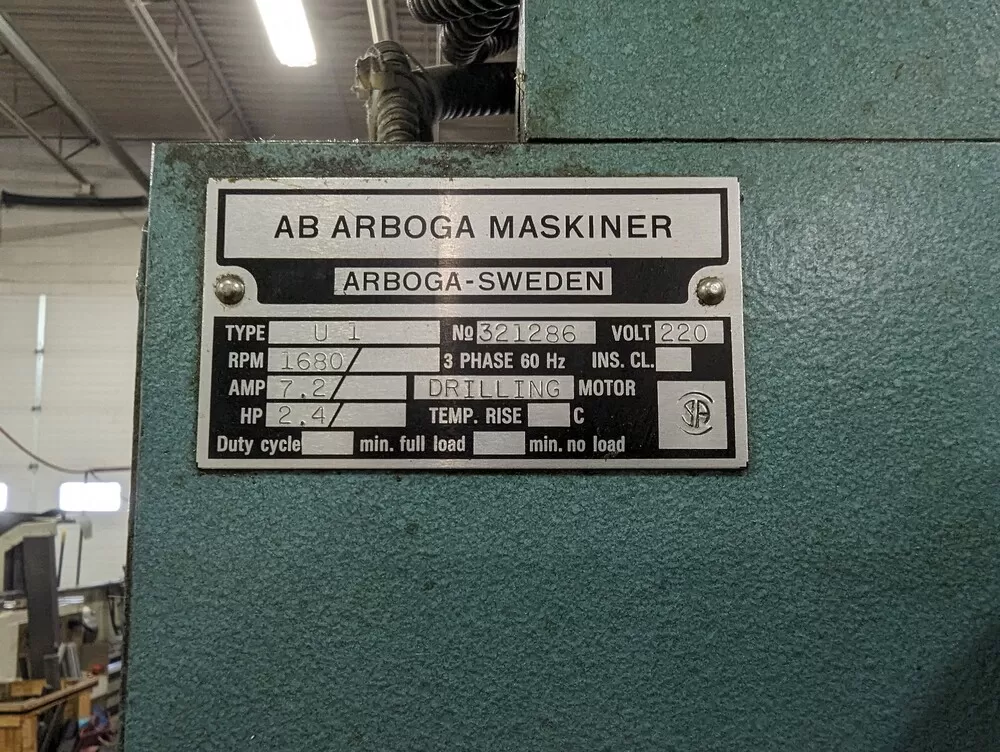 AB ARBOGA MASKINER
ARBOGA-SWEDEN
TYPE U 1 No 321286 VOLT 220
RPM 1680/ 3 PHASE 60 Hz INS. CL.
AMP 7.2/ DRILLING MOTOR
HP 2.4/ TEMP. RISE C
SA
Duty cycle min. full load min. no load